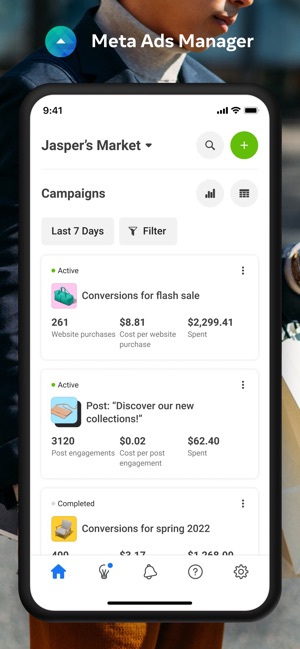 Meta Ads Manager
9:41
Jasper's Market
Campaigns
Last 7 Days
Filter
Active
Conversions for flash sale
261 $8.81 $2,299.41
Website purchases Cost per website Spent
purchase
Active
Post: “Discover our new
collections!”
3120 $0.02 $62.40
Post engagements Cost per post Spent
engagement
Completed
Conversions for spring 2022
$3.17